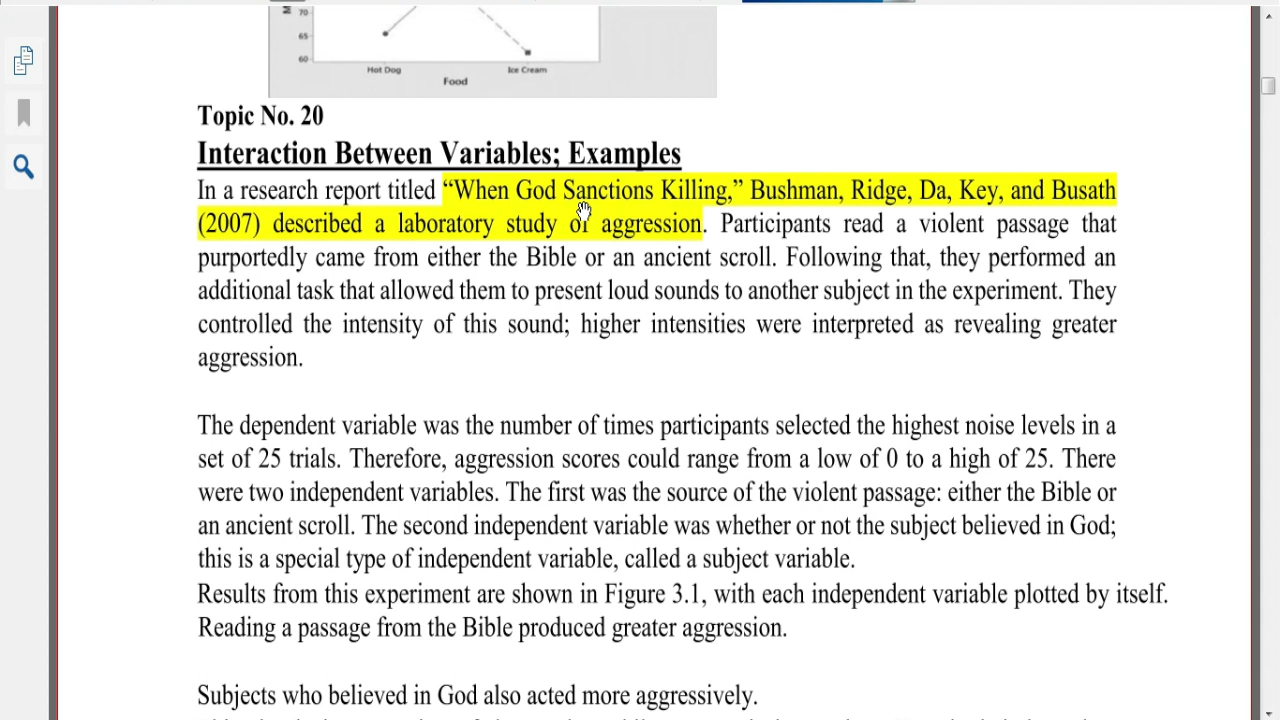 70
65
60
Hot Dog
Ice Cream
Food
Topic No. 20
Interaction Between Variables; Examples
In a research report titled “When God Sanctions Killing,” Bushman, Ridge, Da, Key, and Busath
(2007) described a laboratory study of aggression. Participants read a violent passage that
purportedly came from either the Bible or an ancient scroll. Following that, they performed an
additional task that allowed them to present loud sounds to another subject in the experiment. They
controlled the intensity of this sound; higher intensities were interpreted as revealing greater
aggression.
The dependent variable was the number of times participants selected the highest noise levels in a
set of 25 trials. Therefore, aggression scores could range from a low of 0 to a high of 25. There
were two independent variables. The first was the source of the violent passage: either the Bible or
an ancient scroll. The second independent variable was whether or not the subject believed in God;
this is a special type of independent variable, called a subject variable.
Results from this experiment are shown in Figure 3.1, with each independent variable plotted by itself.
Reading a passage from the Bible produced greater aggression.
Subjects who believed in God also acted more aggressively.